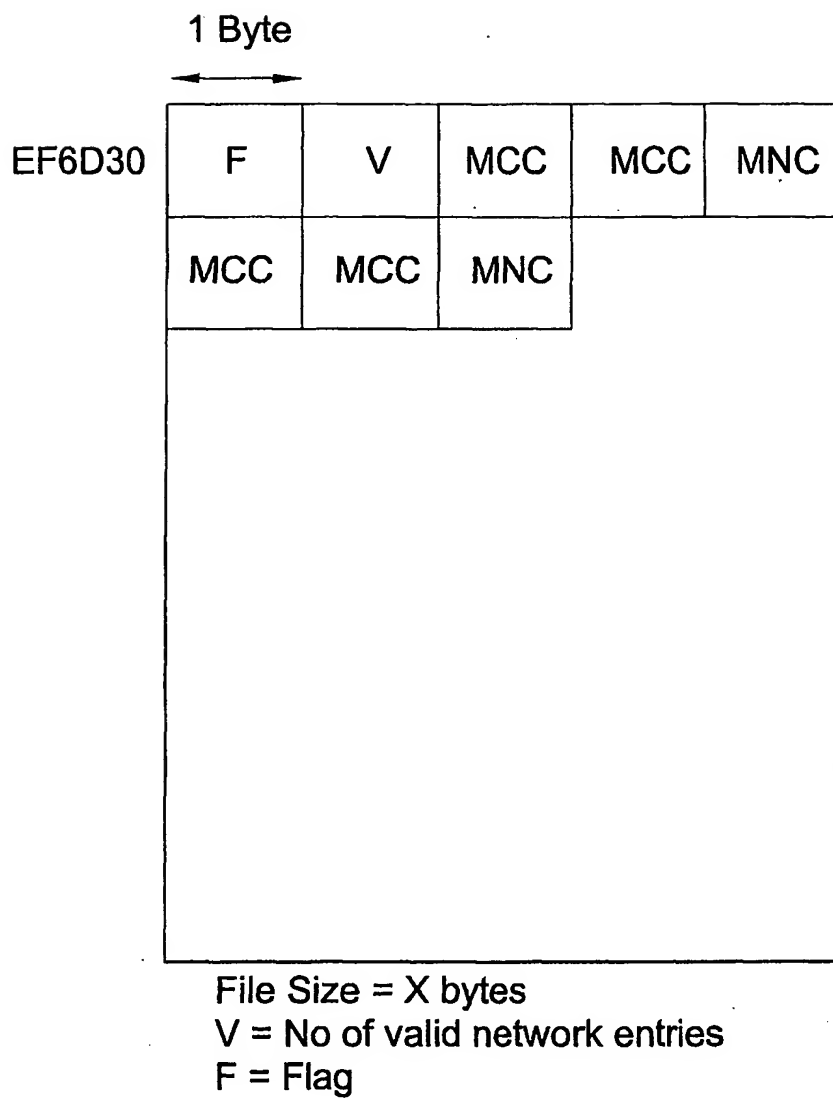 1 Byte
EF6D30 F V MCC MCC MNC
MCC MCC MNC
File Size = X bytes
V = No of valid network entries
F = Flag